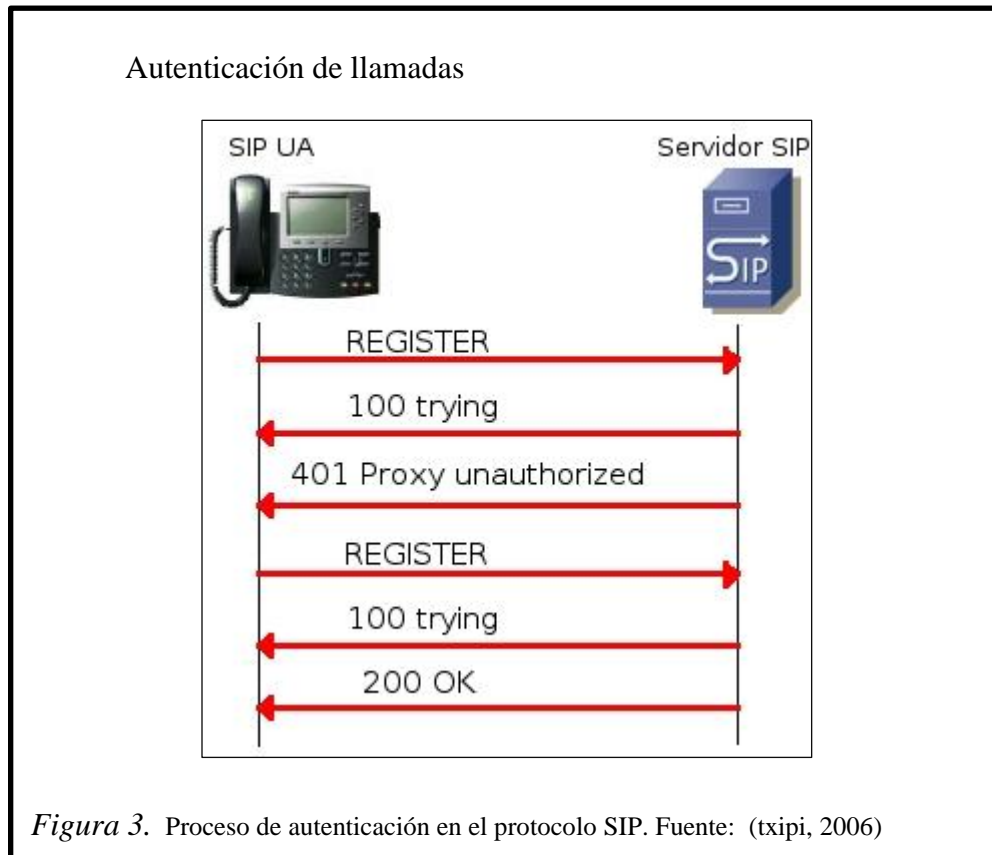 Autenticación de llamadas
SIP UA
Servidor SIP
SIP
REGISTER
100 trying
401 Proxy unauthorized
REGISTER
100 trying
200 OK
Figura 3. Proceso de autenticación en el protocolo SIP. Fuente: (txipi, 2006)